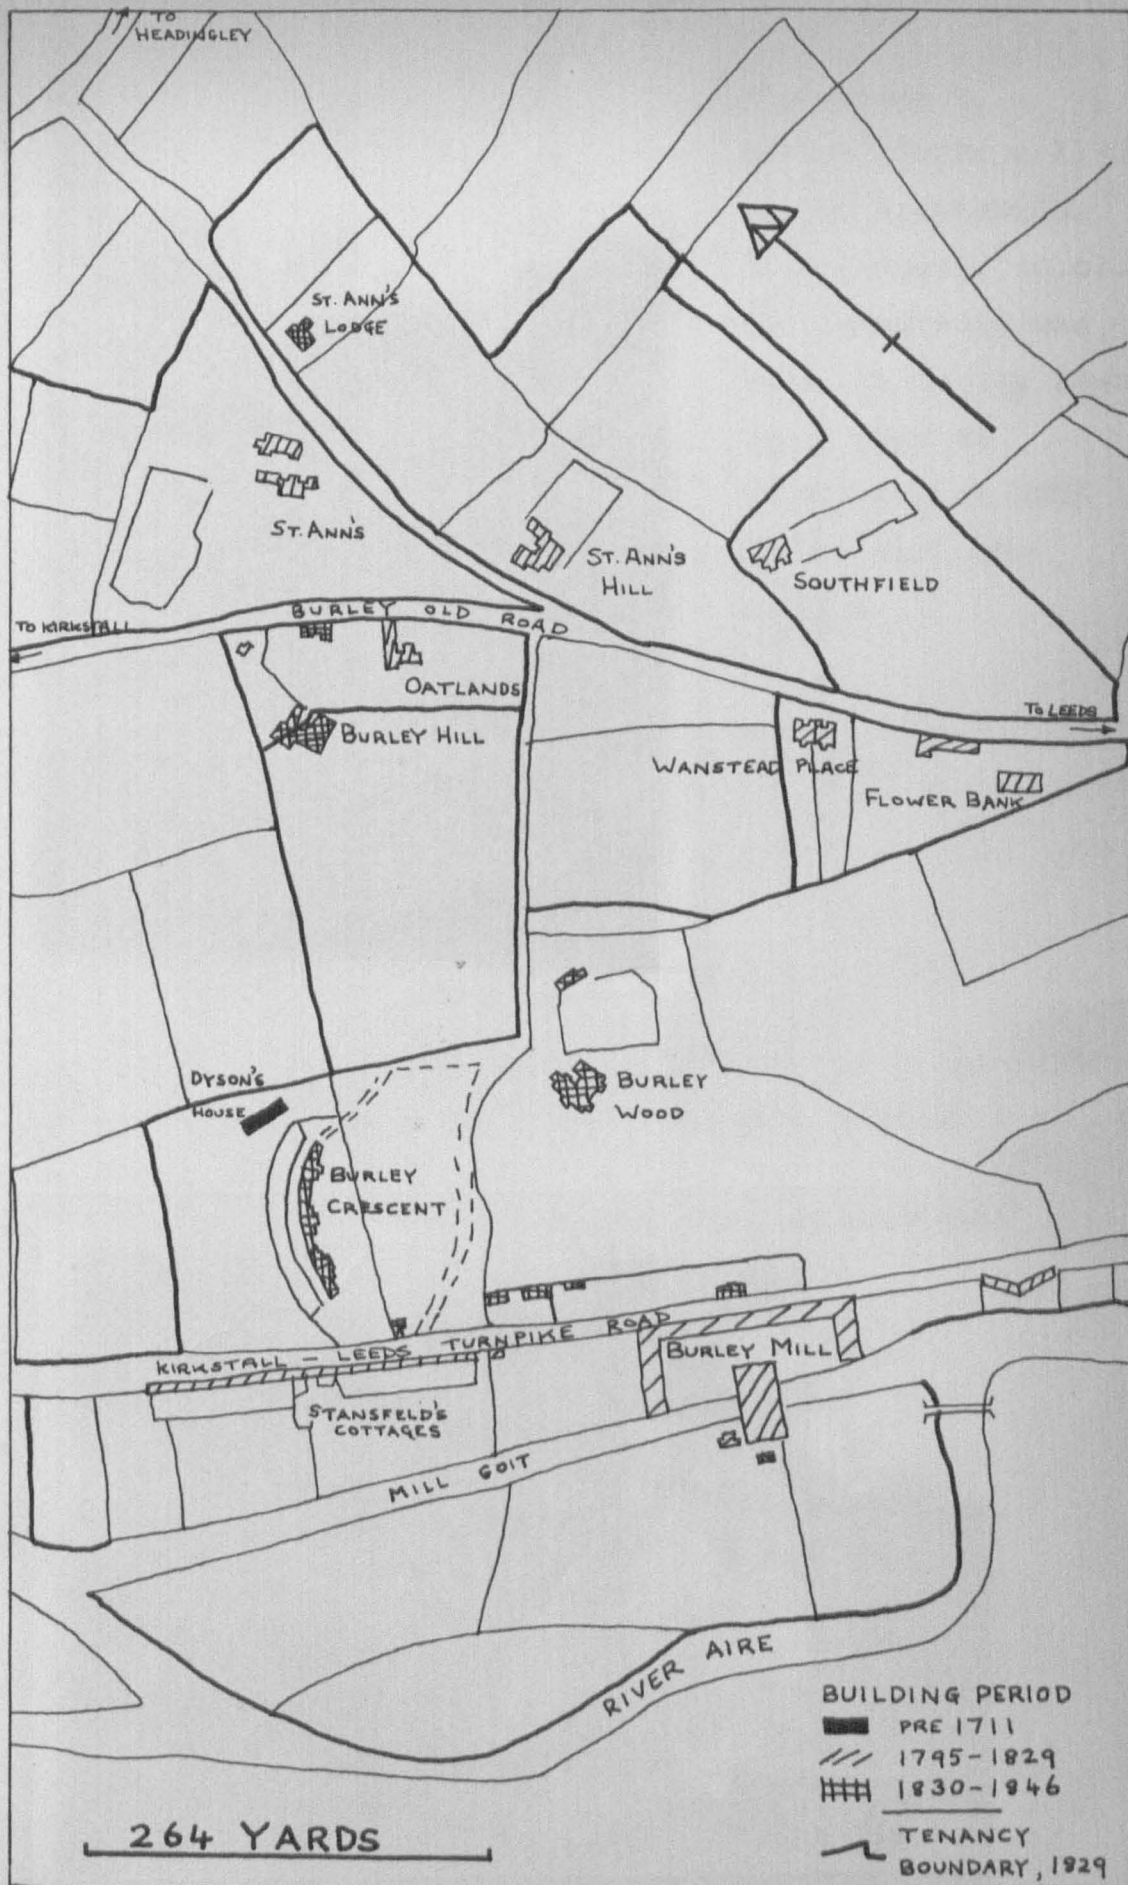 TO
HEADINGLEY
ST. ANN'S
LODGE
ST. ANN'S
ST. ANN'S
HILL
SOUTHFIELD
BURLEY OLD ROAD
TO KIRKSTALL
OATLANDS
BURLEY HILL
TO LEEDS
WANSTEAD PLACE
FLOWER BANK
DYSON'S
HOUSE
BURLEY
WOOD
BURLEY
CRESCENT
KIRKSTALL - LEEDS TURNPIKE ROAD
BURLEY MILL
STANSFELD'S
COTTAGES
MILL GOIT
RIVER AIRE
BUILDING PERIOD
PRE 1711
1795-1829
1830-1846
TENANCY
BOUNDARY, 1829
264 YARDS